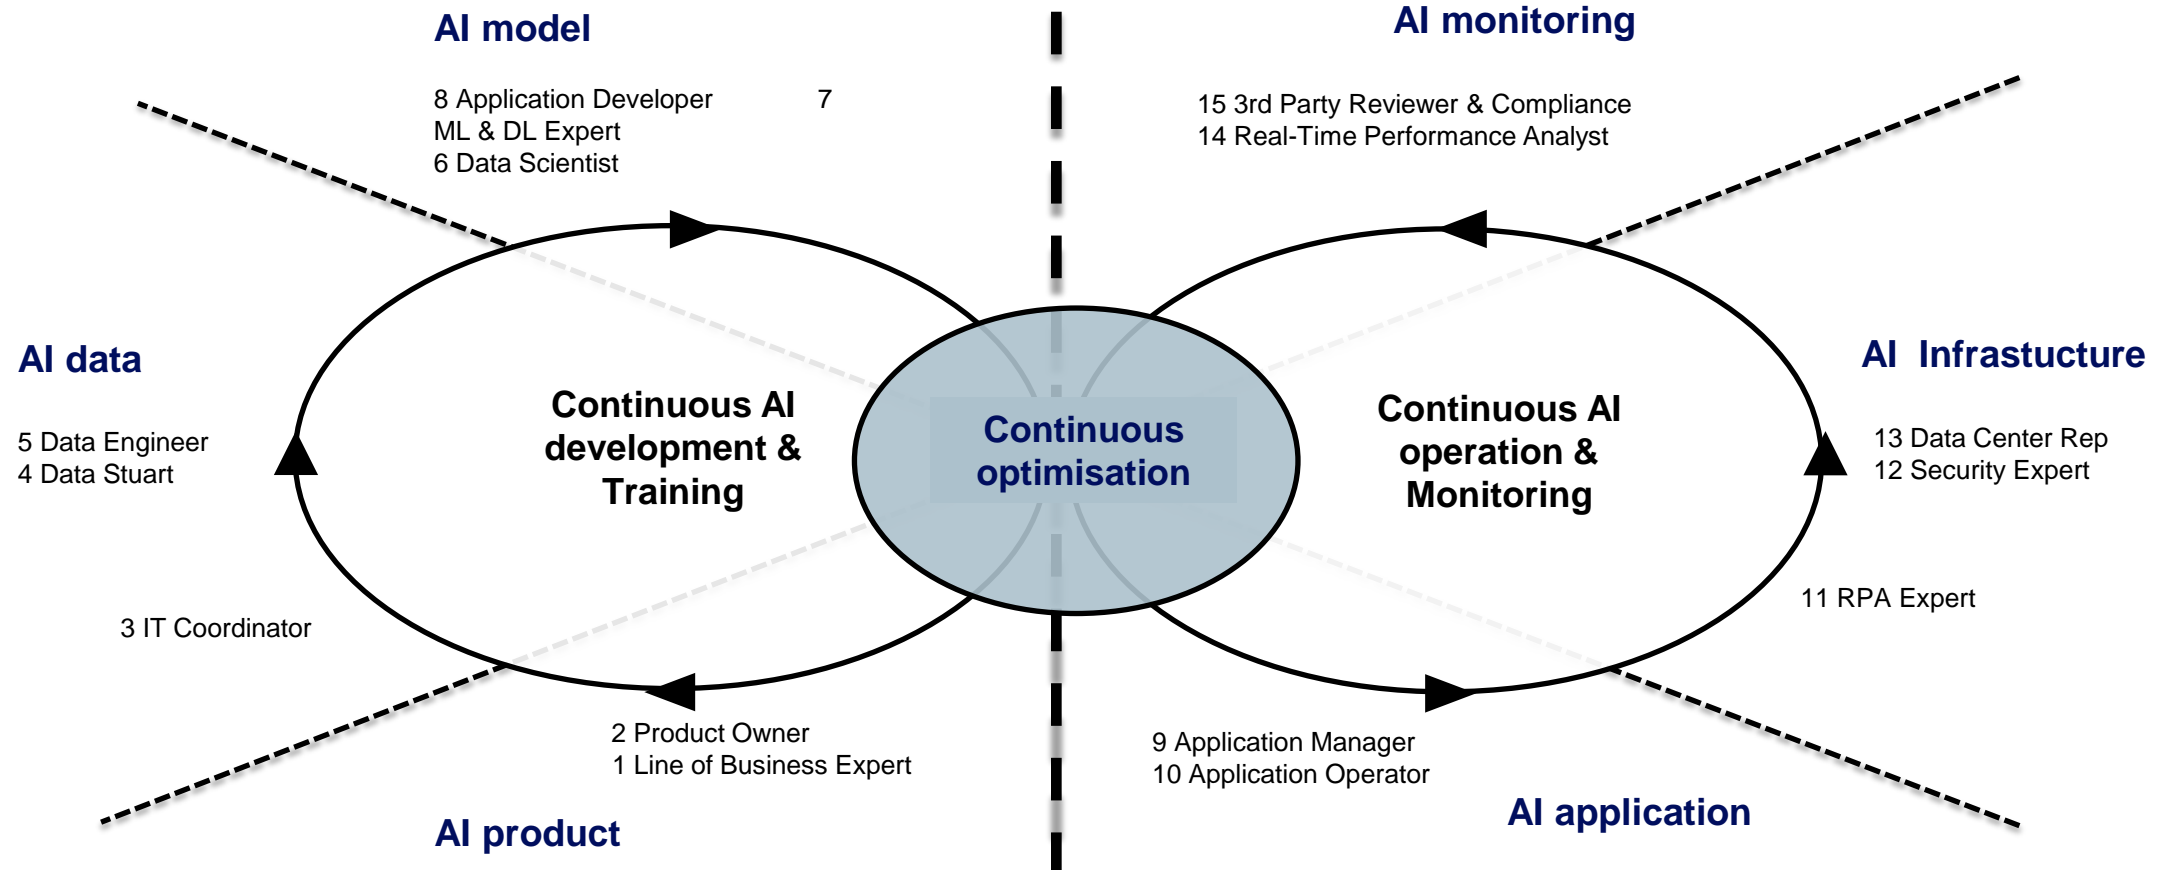 AI model
8 Application Developer 7
ML & DL Expert
6 Data Scientist
AI monitoring
15 3rd Party Reviewer & Compliance
14 Real-Time Performance Analyst
AI data
5 Data Engineer
4 Data Stuart
3 IT Coordinator
Continuous AI
development &
Training
Continuous
optimisation
Continuous AI
operation &
Monitoring
AI Infrastucture
13 Data Center Rep
12 Security Expert
11 RPA Expert
2 Product Owner
1 Line of Business Expert
AI product
9 Application Manager
10 Application Operator
AI application